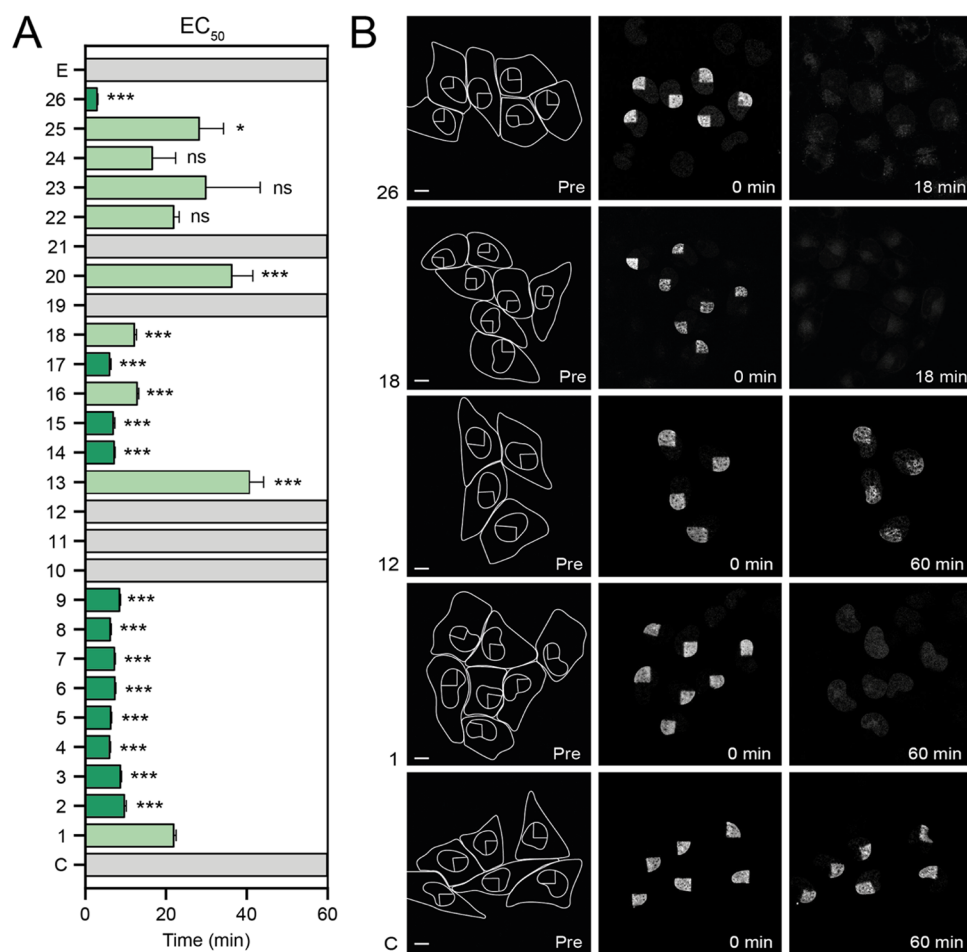 A
EC50
E
26 ***
25 *
24 ns
23 ns
22 ns
21
20 ***
19
18 ***
17 ***
16 ***
15 ***
14 ***
13 ***
12
11
10
9 ***
8 ***
7 ***
6 ***
5 ***
4 ***
3 ***
2 ***
1
C
0 20 40 60
Time (min)
B
26 Pre 0 min 18 min
18 Pre 0 min 18 min
12 Pre 0 min 60 min
1 Pre 0 min 60 min
C Pre 0 min 60 min